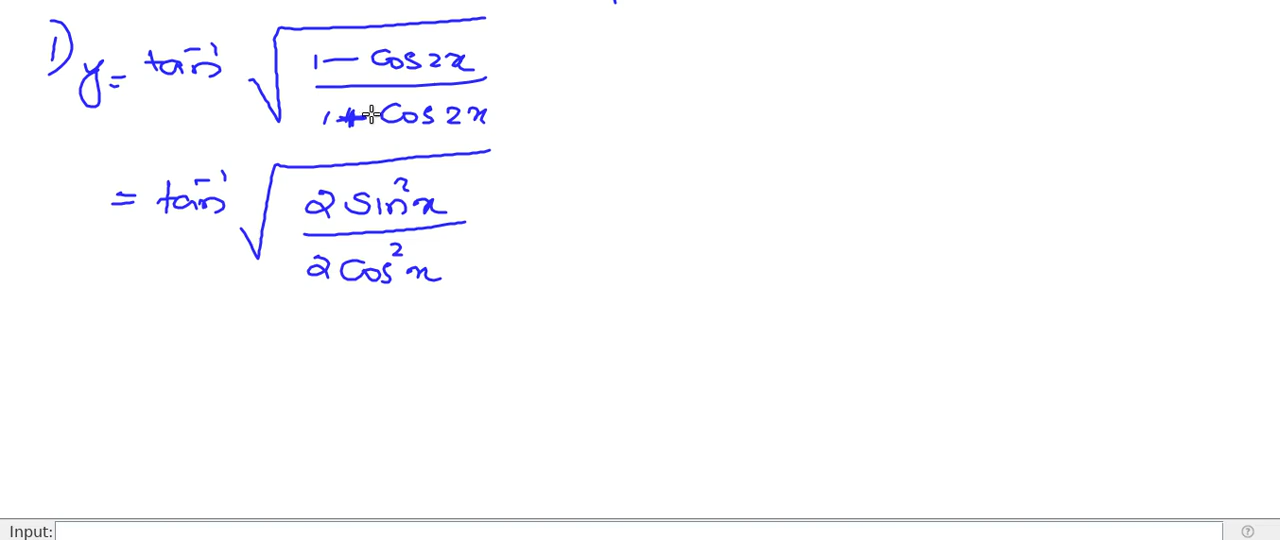 1) y = tan⁻¹ √((1 - Cos 2x) / (1 + Cos 2x))
= tan⁻¹ √((2 Sin²x) / (2 Cos²x))
Input: